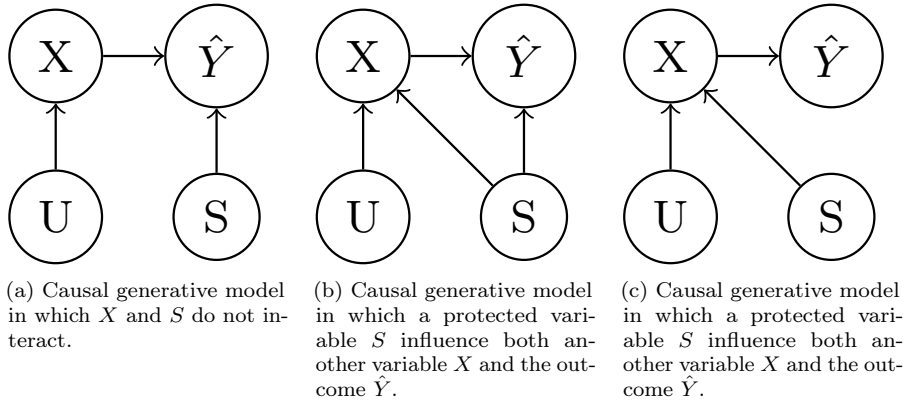 X Ŷ X Ŷ X Ŷ
U S U S U S
(a) Causal generative model
in which X and S do not in-
teract.
(b) Causal generative model
in which a protected vari-
able S influence both an-
other variable X and the out-
come Ŷ.
(c) Causal generative model
in which a protected vari-
able S influence both an-
other variable X and the out-
come Ŷ.